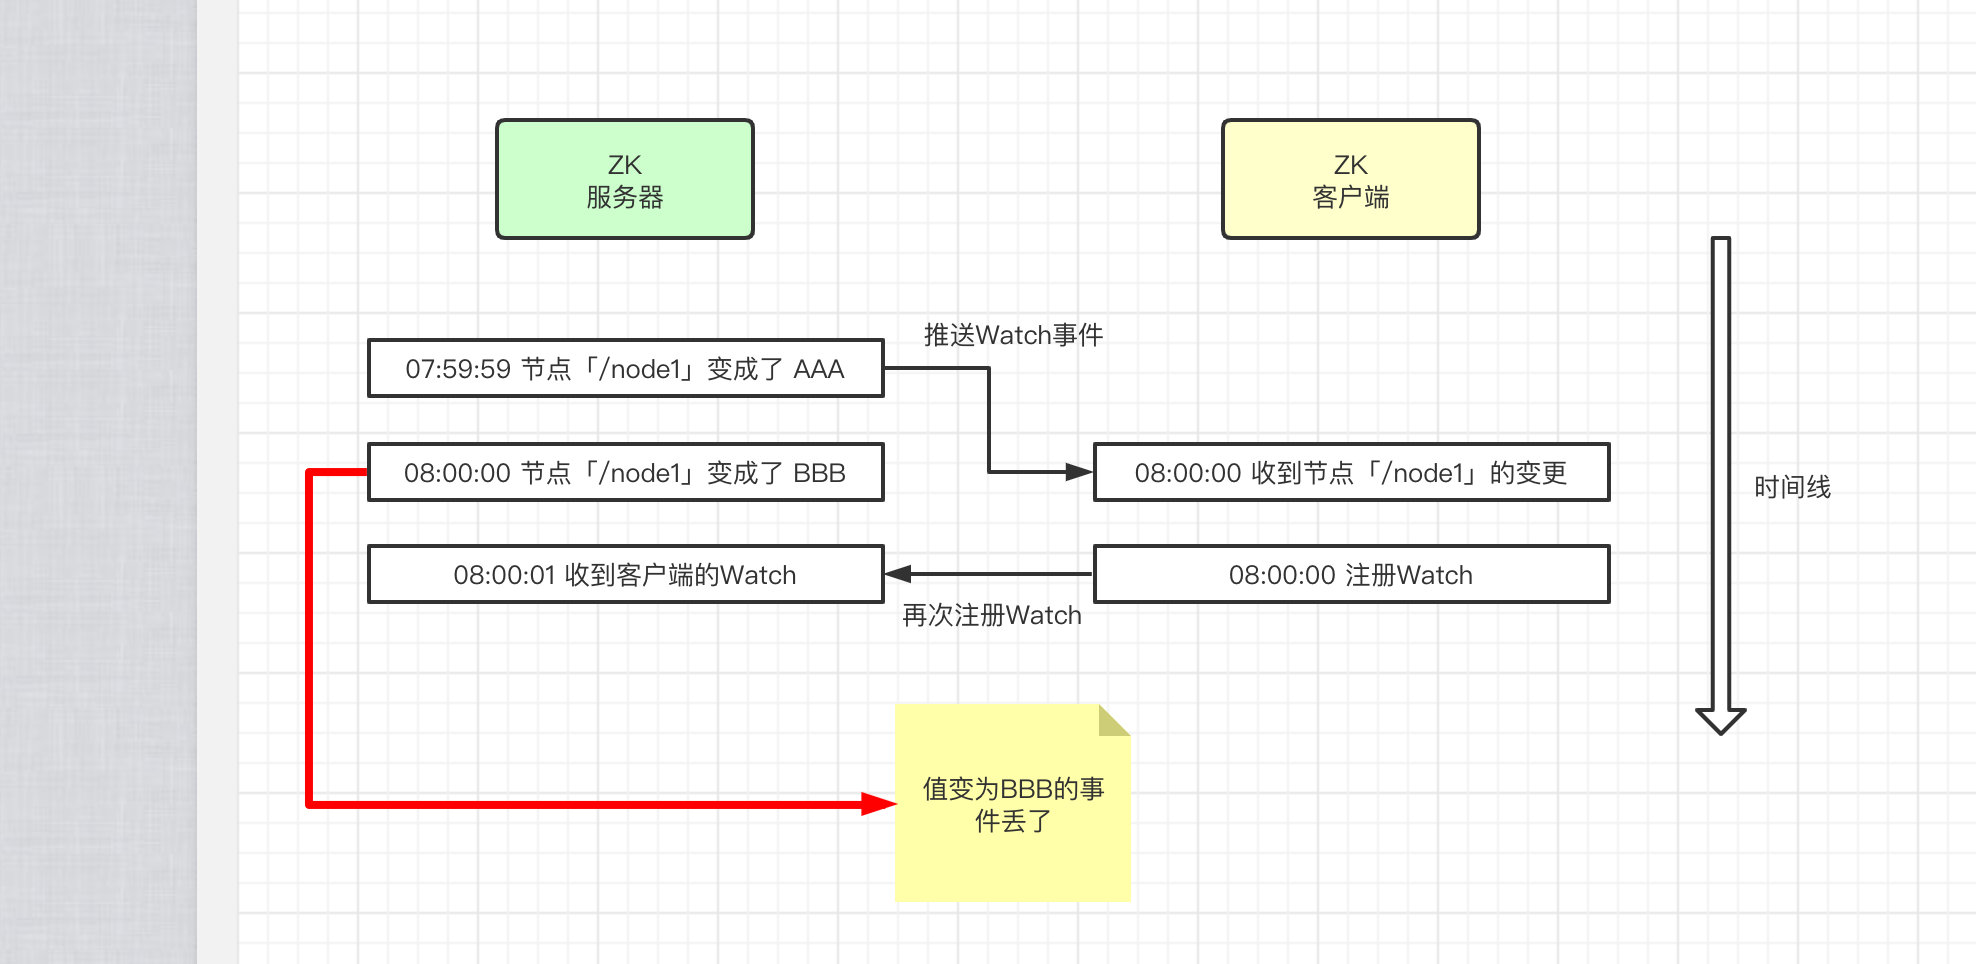 ZK
服务器
ZK
客户端
推送Watch事件
07:59:59 节点「/node1」变成了 AAA
08:00:00 节点「/node1」变成了 BBB
08:00:00 收到节点「/node1」的变更
时间线
08:00:01 收到客户端的Watch
08:00:00 注册Watch
再次注册Watch
值变为BBB的事
件丢了